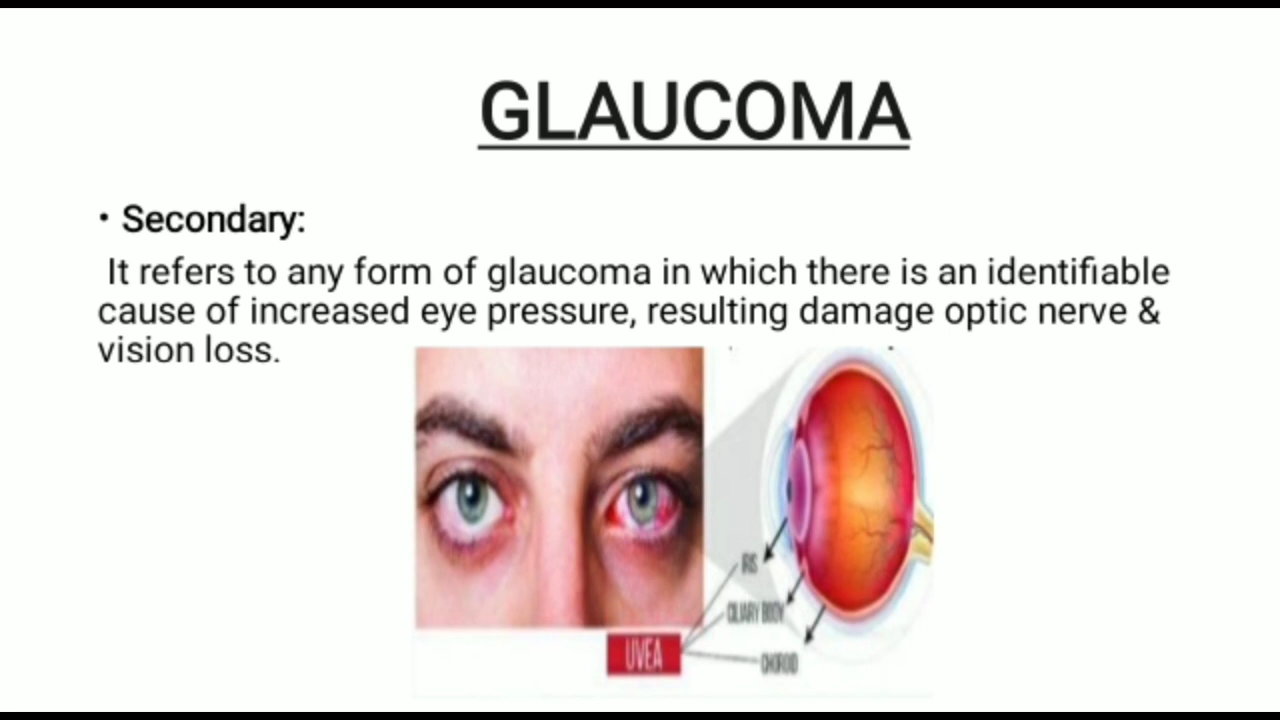 GLAUCOMA
• Secondary:
It refers to any form of glaucoma in which there is an identifiable
cause of increased eye pressure, resulting damage optic nerve &
vision loss.
IRIS
CILIARY BODY
UVEA
CHOROID